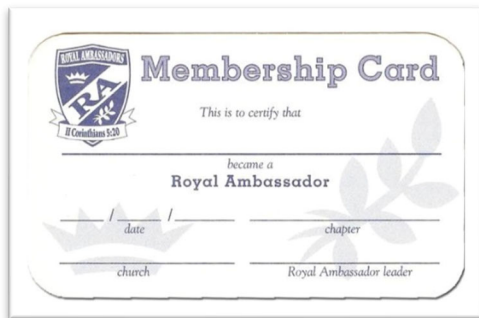 ROYAL AMBASSADORS
RA
II Corinthians 5:20
Membership Card
This is to certify that
became a
Royal Ambassador
/ /
date
chapter
church
Royal Ambassador leader